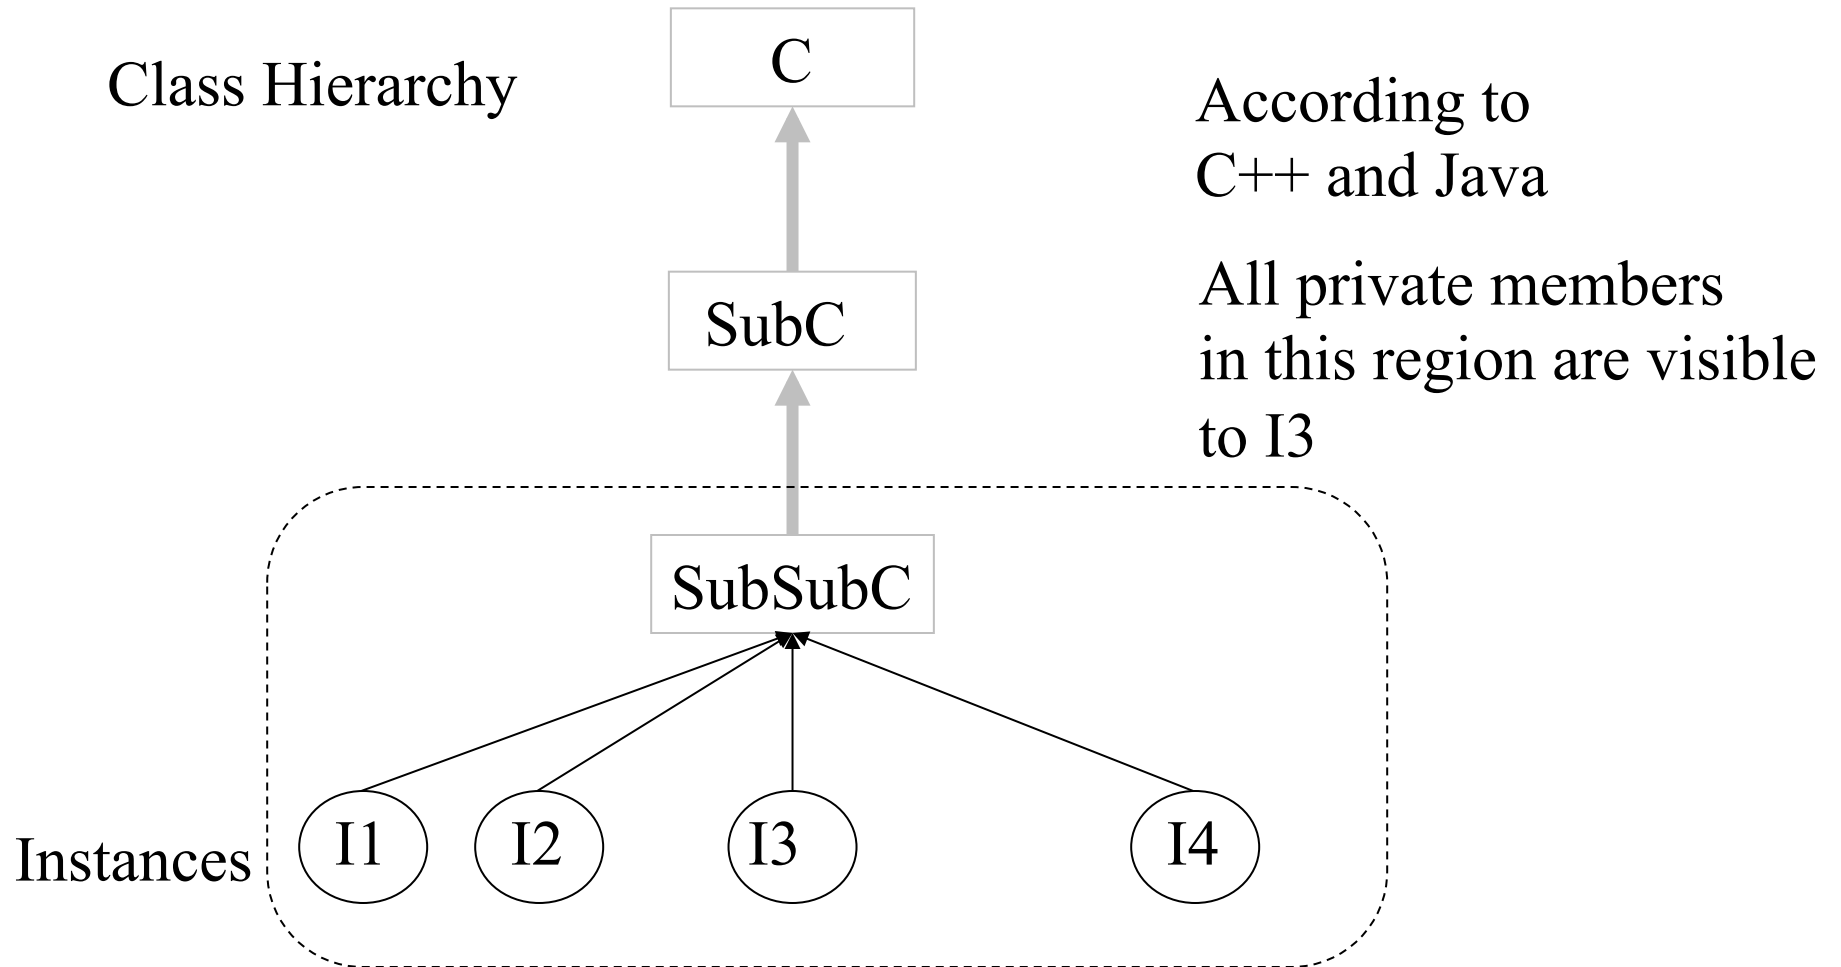 Class Hierarchy
C
According to
C++ and Java
SubC
All private members
in this region are visible
to I3
SubSubC
Instances
I1
I2
I3
I4